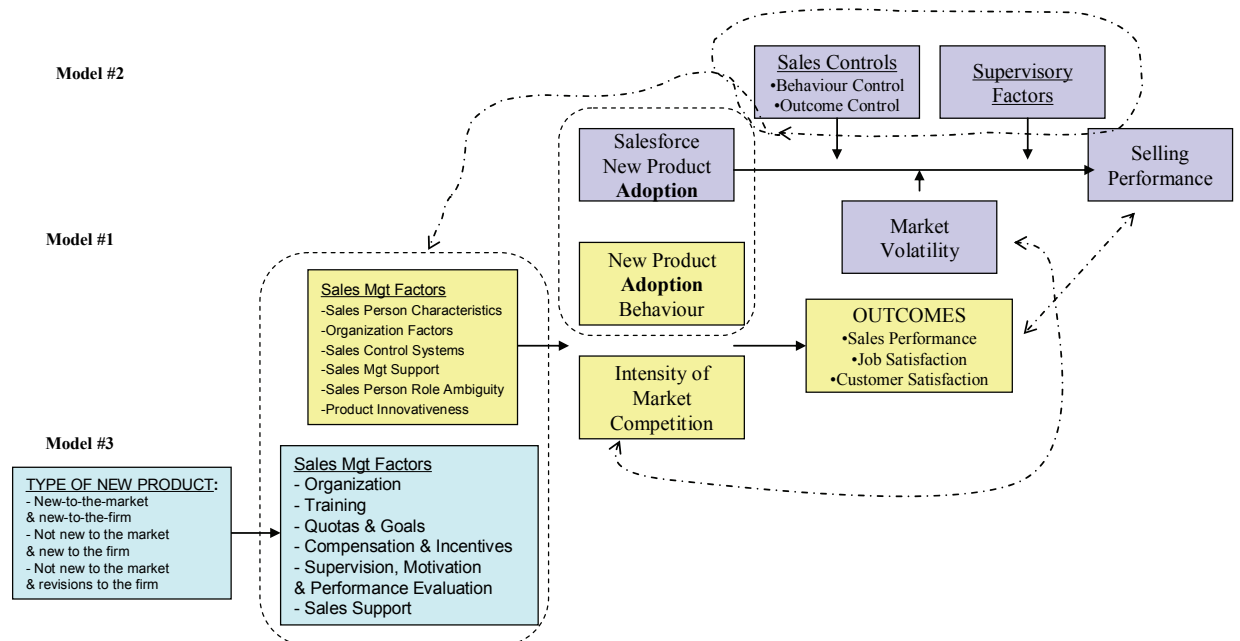 Model #2
Sales Controls
•Behaviour Control
•Outcome Control
Supervisory
Factors
Salesforce
New Product
Adoption
Selling
Performance
Market
Volatility
Model #1
New Product
Adoption
Behaviour
Sales Mgt Factors
-Sales Person Characteristics
-Organization Factors
-Sales Control Systems
-Sales Mgt Support
-Sales Person Role Ambiguity
-Product Innovativeness
OUTCOMES
•Sales Performance
•Job Satisfaction
•Customer Satisfaction
Intensity of
Market
Competition
Model #3
TYPE OF NEW PRODUCT:
- New-to-the-market
& new-to-the-firm
- Not new to the market
& new to the firm
- Not new to the market
& revisions to the firm
Sales Mgt Factors
- Organization
- Training
- Quotas & Goals
- Compensation & Incentives
- Supervision, Motivation
& Performance Evaluation
- Sales Support